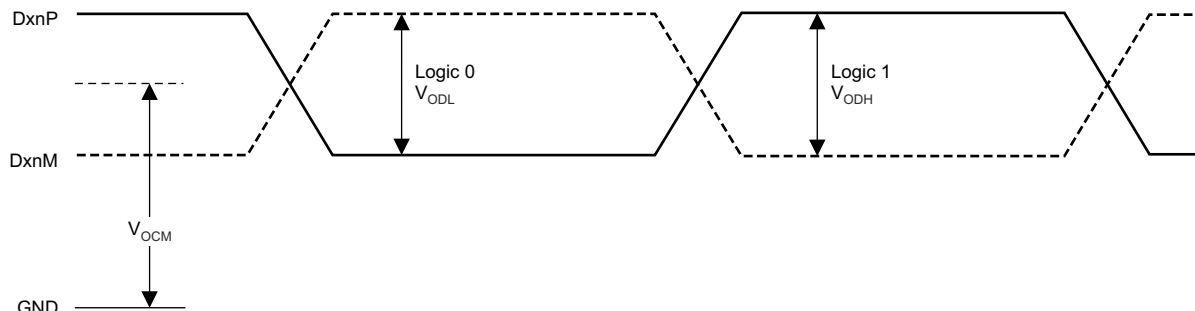 DxnP
Logic 0
VODL
Logic 1
VODH
DxnM
VOCM
GND